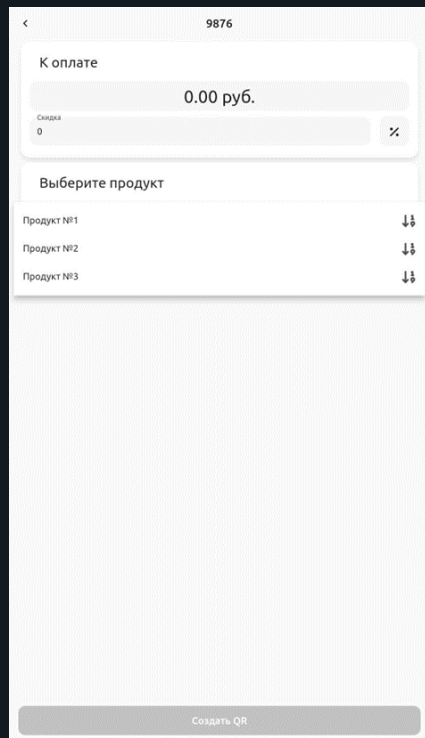 9876
К оплате
0.00 руб.
Скидка
0
%
Выберите продукт
Продукт №1
Продукт №2
Продукт №3
Создать QR